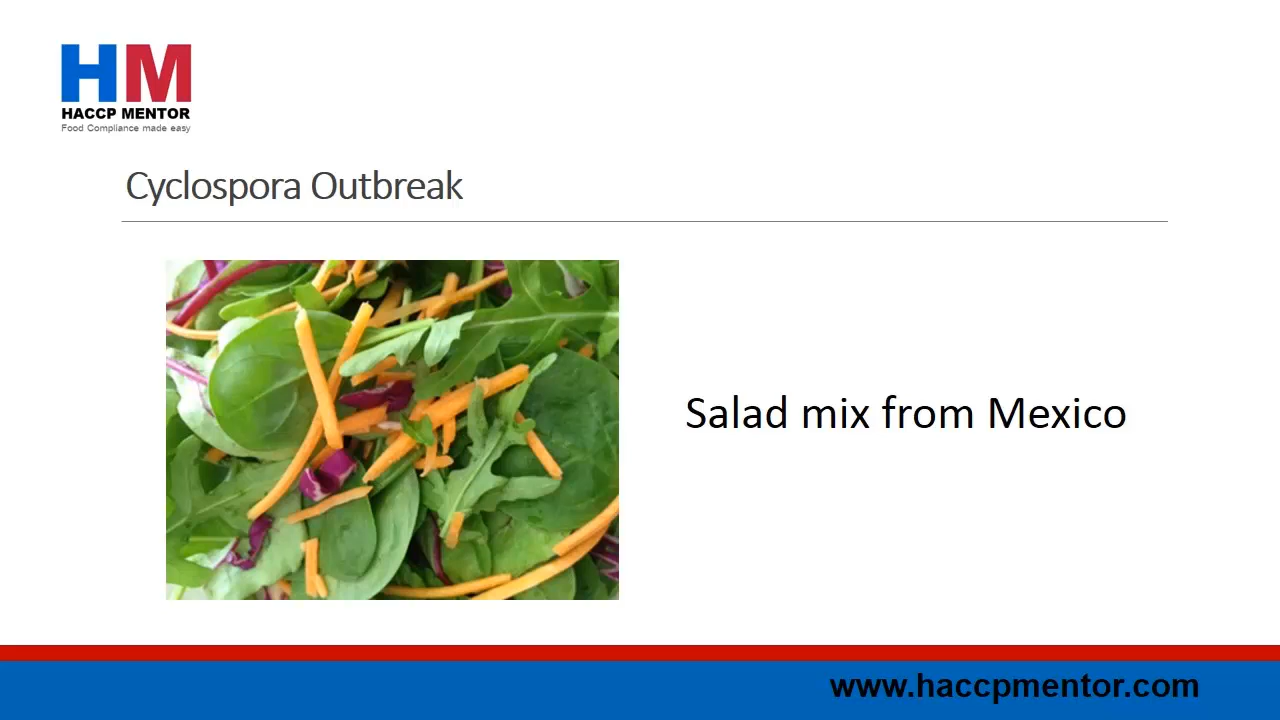 HM
HACCP MENTOR
Food Compliance made easy
Cyclospora Outbreak
Salad mix from Mexico
www.haccpmentor.com